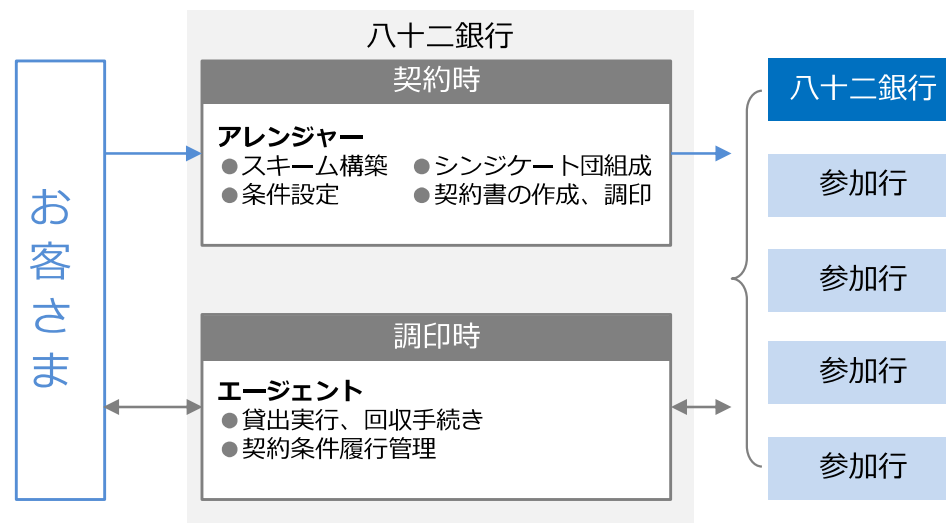 お客さま
八十二銀行
契約時
アレンジャー
●スキーム構築
●シンジケート団組成
●条件設定
●契約書の作成、調印
調印時
エージェント
●貸出実行、回収手続き
●契約条件履行管理
八十二銀行
参加行
参加行
参加行
参加行